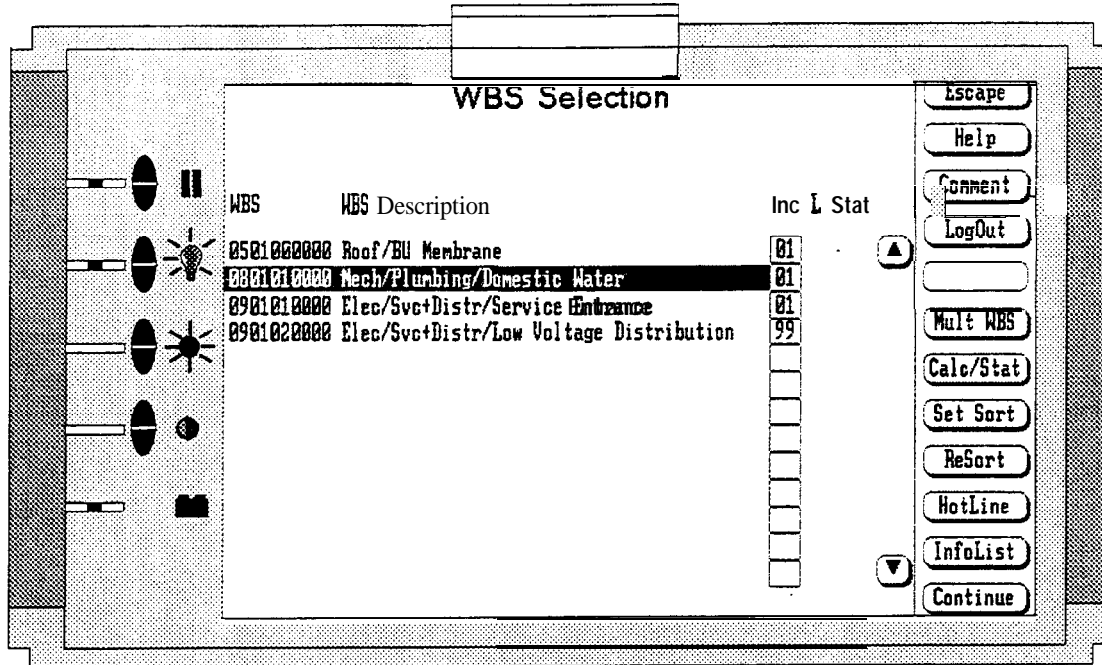 WBS Selection
WBS WBS Description Inc L Stat
0501000000 Roof/BU Membrane 01
0801010000 Mech/Plumbing/Domestic Water 01
0901010000 Elec/Svc+Distr/Service Entrance 01
0901020000 Elec/Svc+Distr/Low Voltage Distribution 99
Escape
Help
Comment
LogOut
Mult WBS
Calc/Stat
Set Sort
ReSort
HotLine
InfoList
Continue